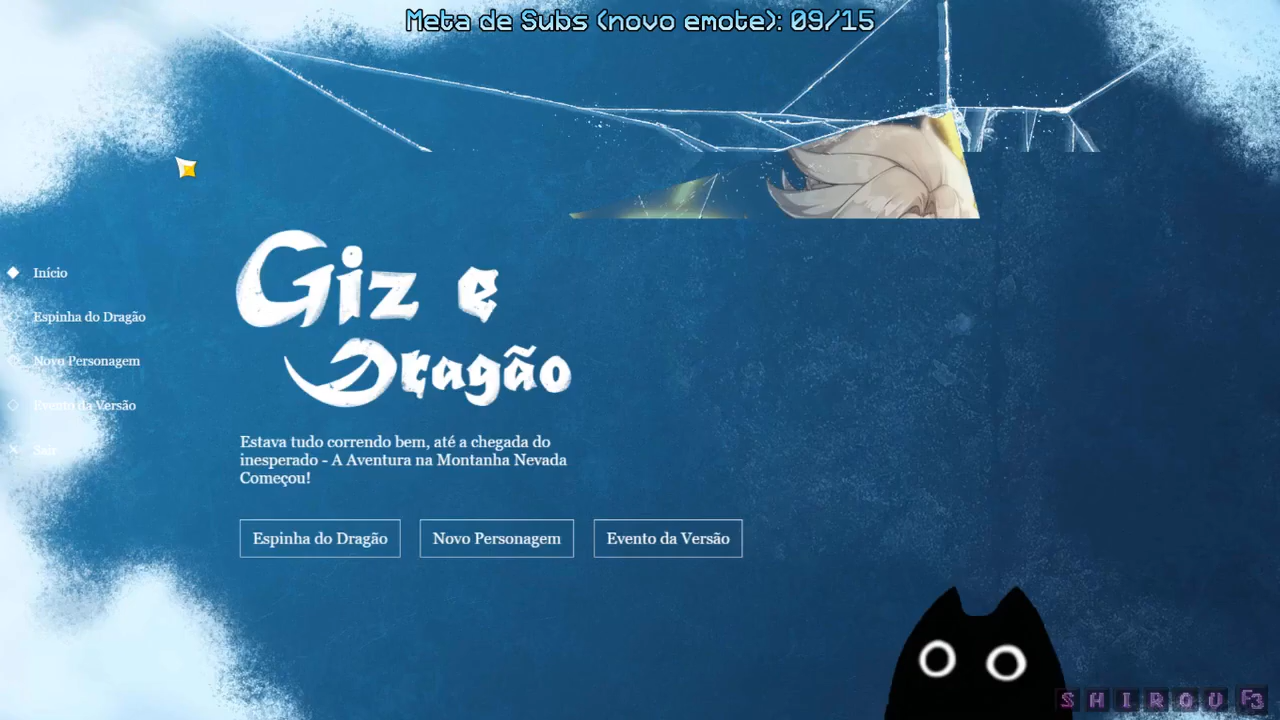 Meta de Subs (novo emote): 09/15
Início
Espinha do Dragão
Novo Personagem
Evento da Versão
Sair
Giz e
Dragão
Estava tudo correndo bem, até a chegada do
inesperado - A Aventura na Montanha Nevada
Começou!
Espinha do Dragão
Novo Personagem
Evento da Versão
SHIROU F3